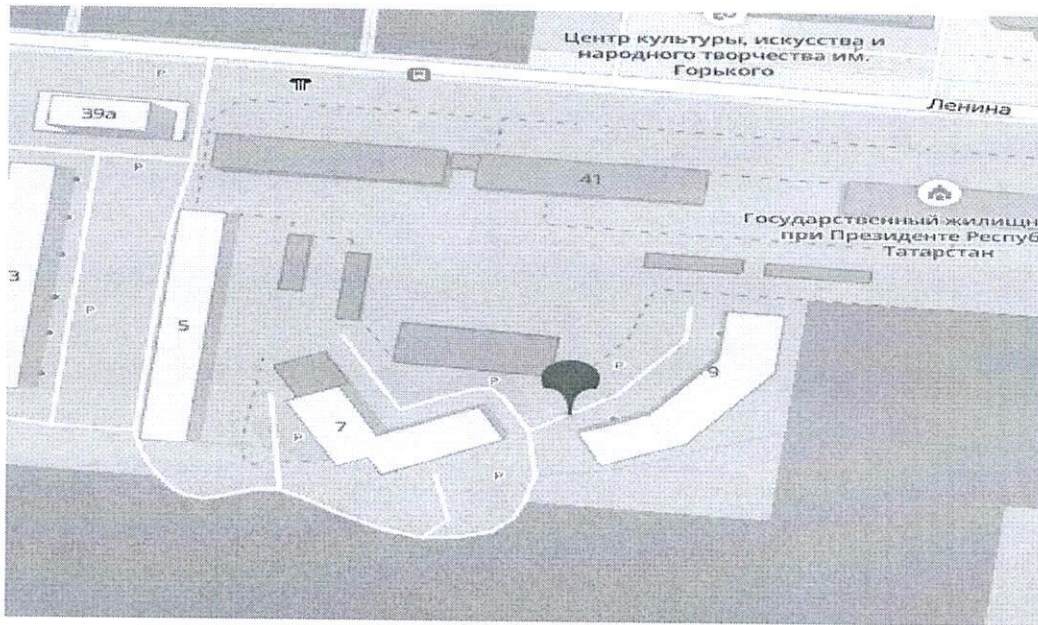 Центр культуры, искусства и
народного творчества им.
Горького
P
Ленина
39а
P
41
Государственный жилищн
при Президенте Респуб
Татарстан
3
P
5
9
P
P
7
P
P